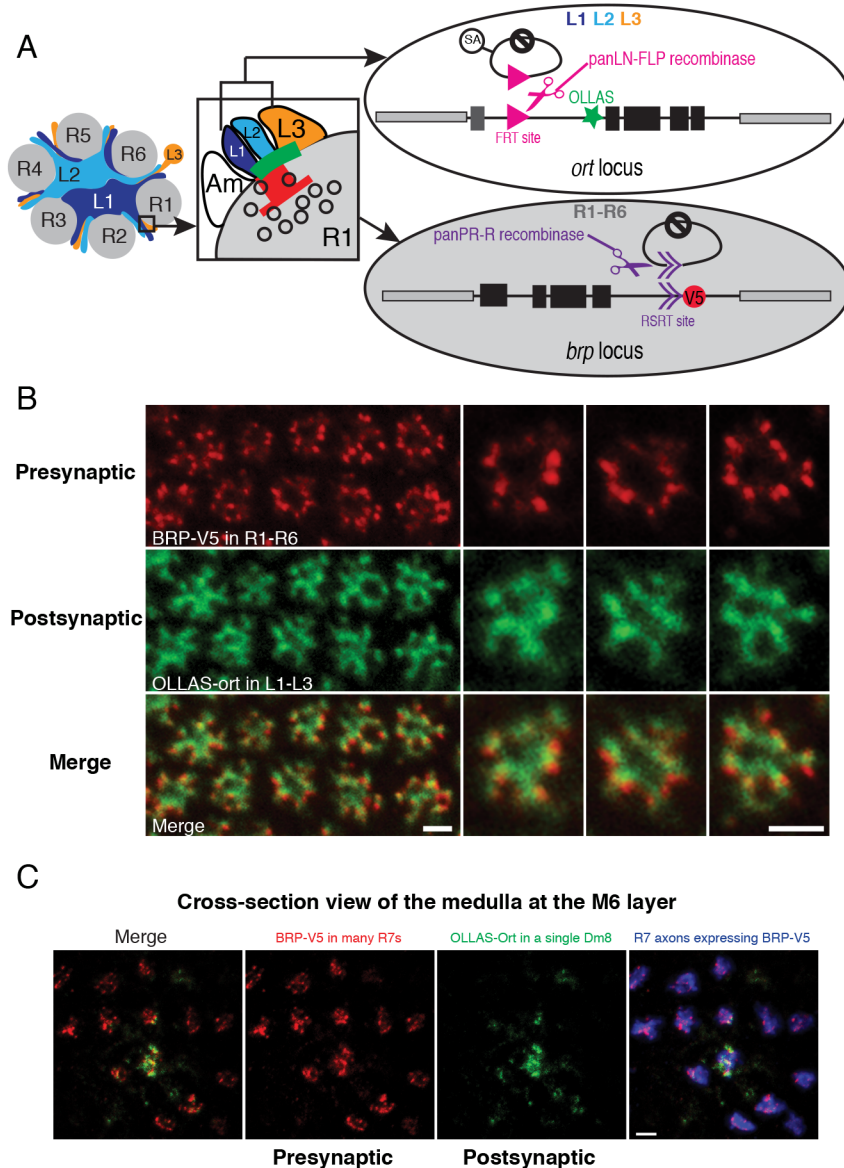 A
L1 L2 L3
SA
panLN-FLP recombinase
OLLAS
FRT site
ort locus
R5
R4
R6
L3
L2
L1
R3
R1
R2
L3
L2
L1
Am
R1
R1-R6
panPR-R recombinase
V5
RSRT site
brp locus
B
Presynaptic
BRP-V5 in R1-R6
Postsynaptic
OLLAS-ort in L1-L3
Merge
Merge
C
Cross-section view of the medulla at the M6 layer
Merge
BRP-V5 in many R7s
OLLAS-Ort in a single Dm8
R7 axons expressing BRP-V5
Presynaptic
Postsynaptic